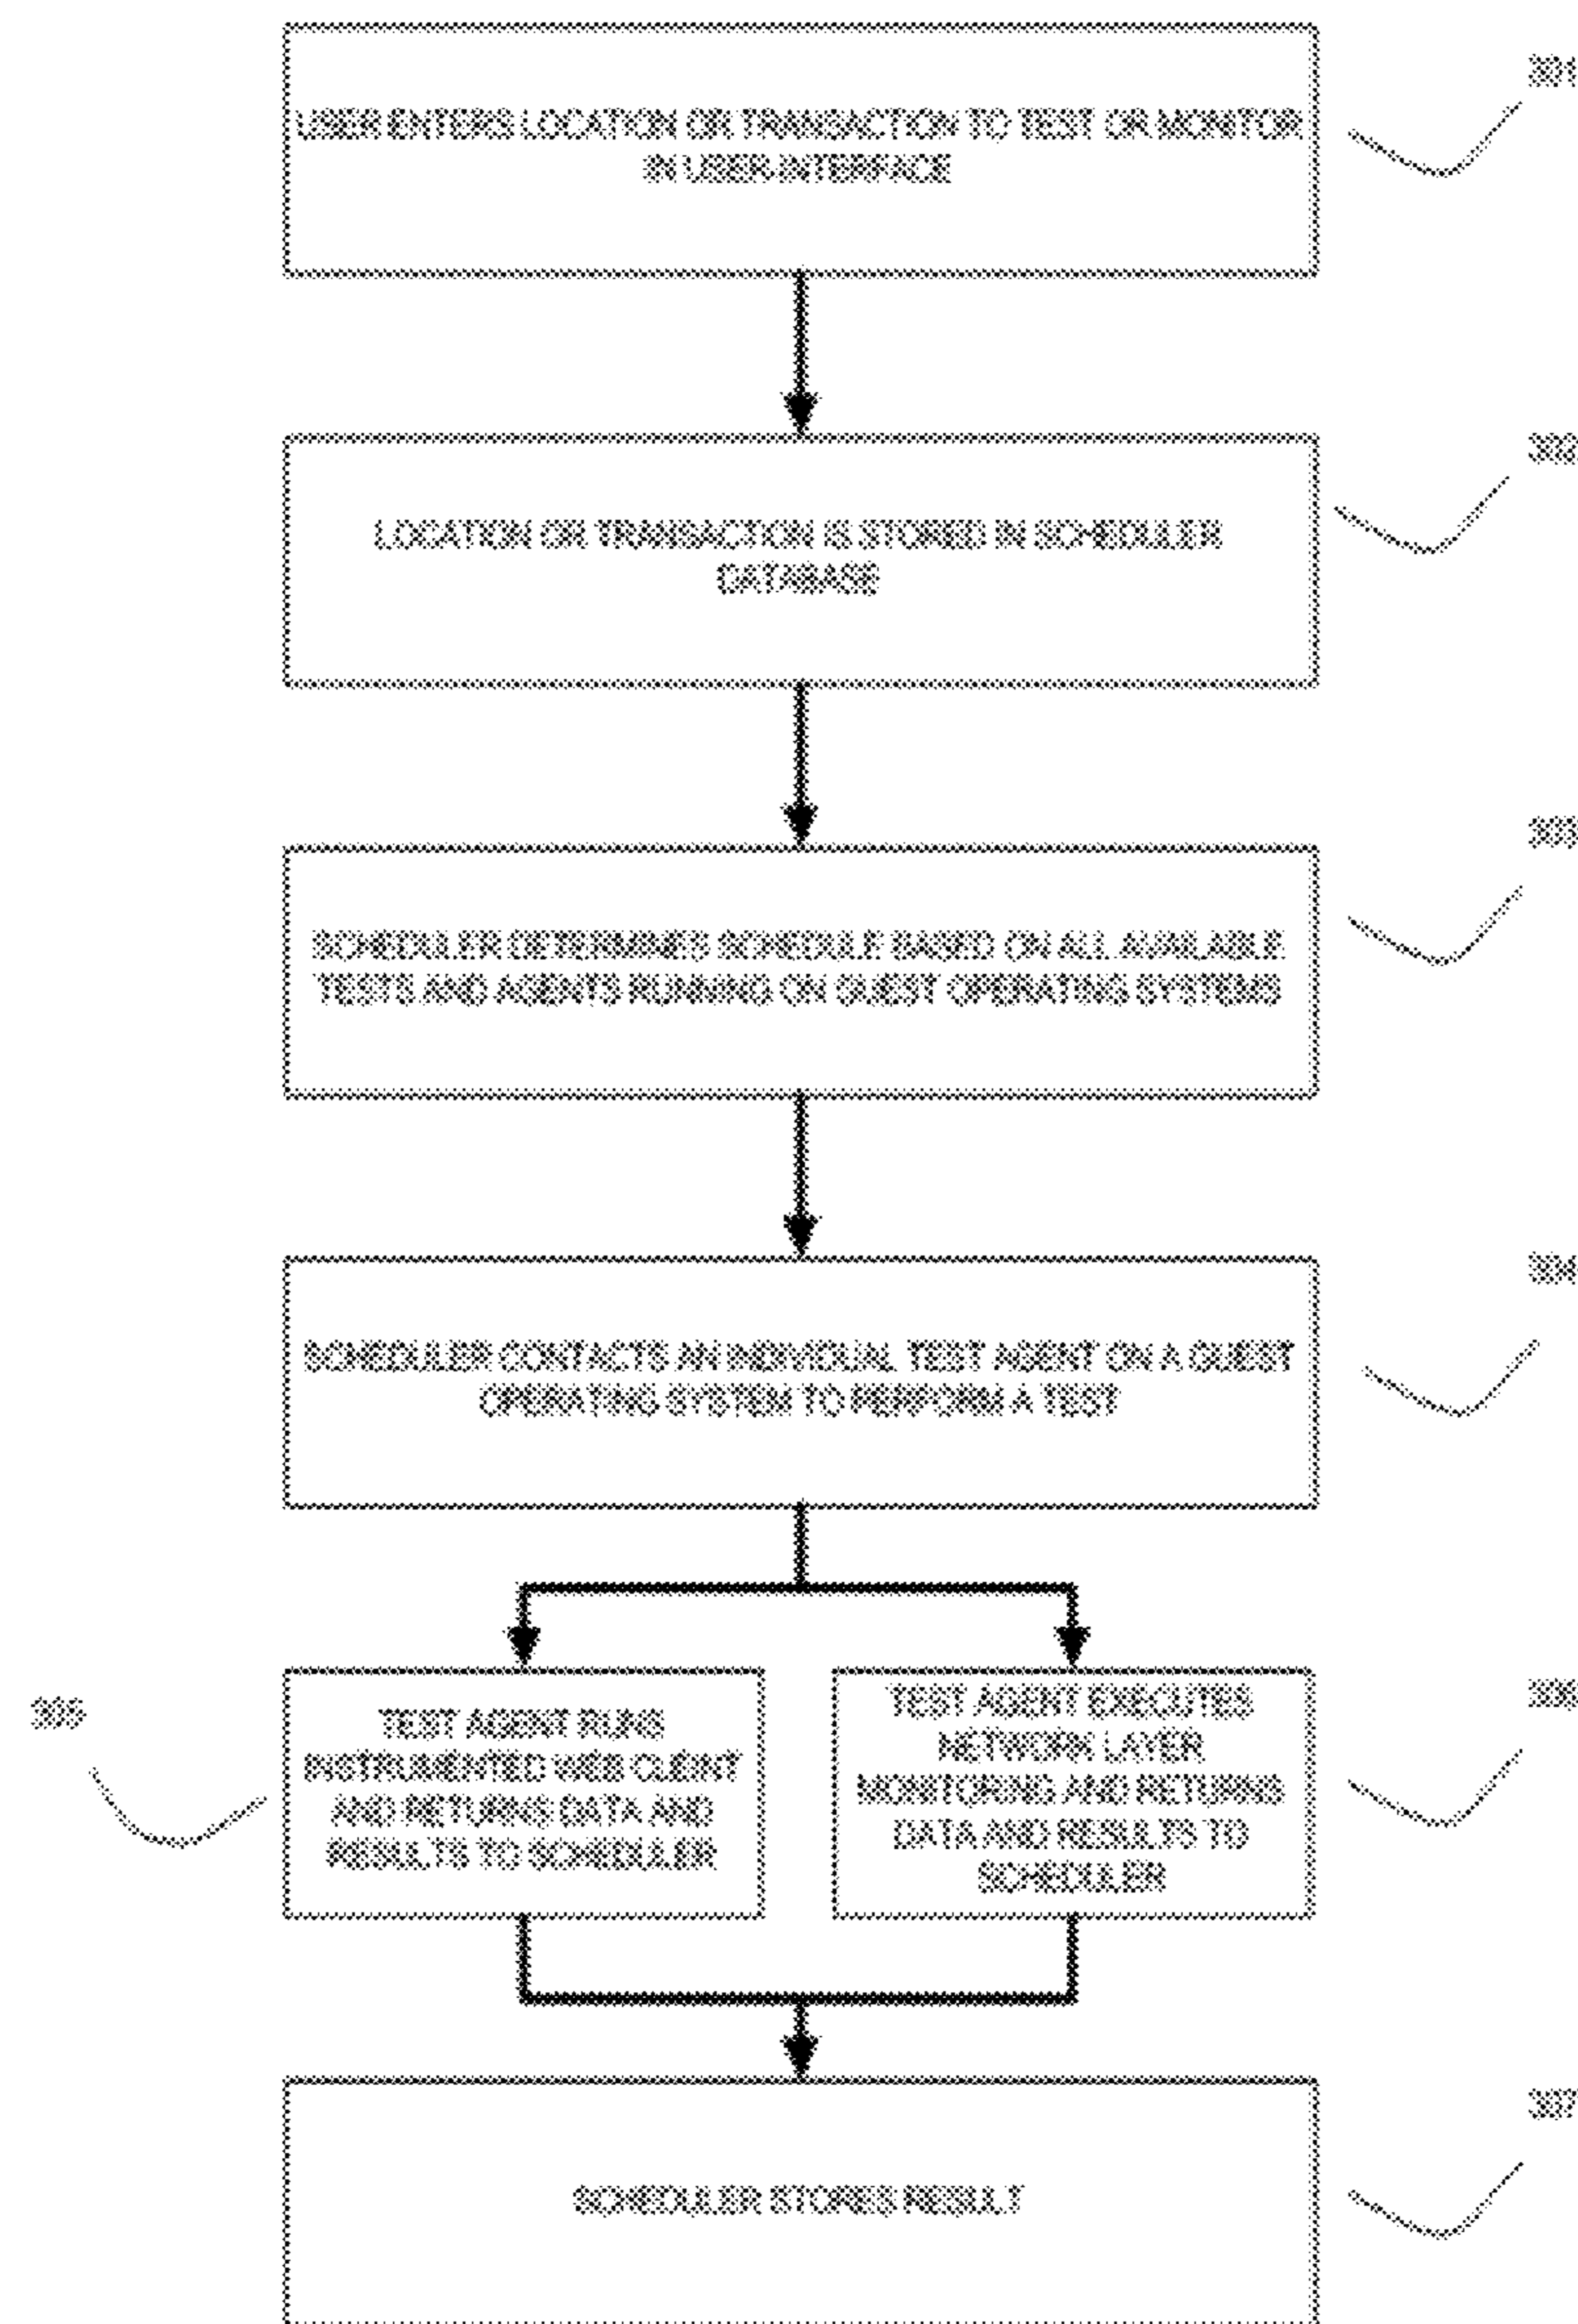 301
USER ENTERS LOCATION OR TRANSACTION TO TEST OR MONITOR
IN USER-INTERFACE
302
LOCATION OR TRANSACTION IS STORED IN SCHEDULER
DATABASE
303
SCHEDULER DETERMINES SCHEDULE BASED ON ALL AVAILABLE
TESTS AND AGENTS RUNNING ON GUEST OPERATING SYSTEMS
304
SCHEDULER CONTACTS AN INDIVIDUAL TEST AGENT ON A GUEST
OPERATING SYSTEM TO PERFORM A TEST
305
TEST AGENT RUNS
INSTRUMENTED WEB CLIENT
AND RETURNS DATA AND
RESULTS TO SCHEDULER
306
TEST AGENT EXECUTES
NETWORK LAYER
MONITORING AND RETURNS
DATA AND RESULTS TO
SCHEDULER
307
SCHEDULER STORES RESULT